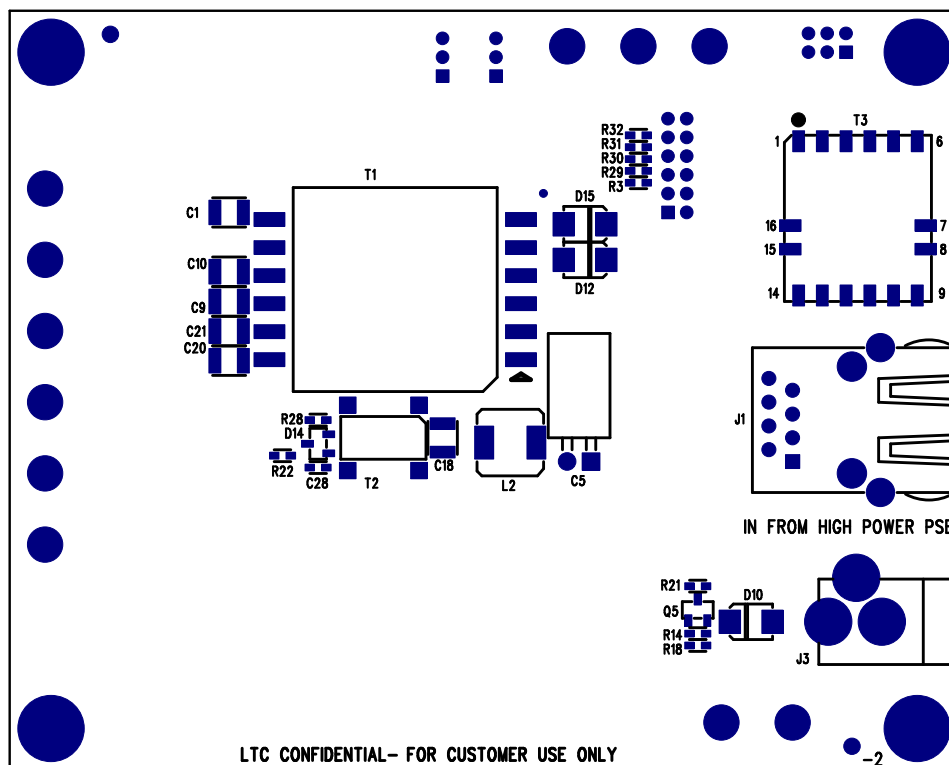 R32
R31
R30
R29
R3
1
T3
6
T1
D15
C1
16
7
15
8
C10
D12
14
9
C9
C21
C20
R28
D14
J1
R22
C28
T2
C18
L2
C5
IN FROM HIGH POWER PSE
R21
D10
Q5
R14
R18
J3
LTC CONFIDENTIAL- FOR CUSTOMER USE ONLY
-2